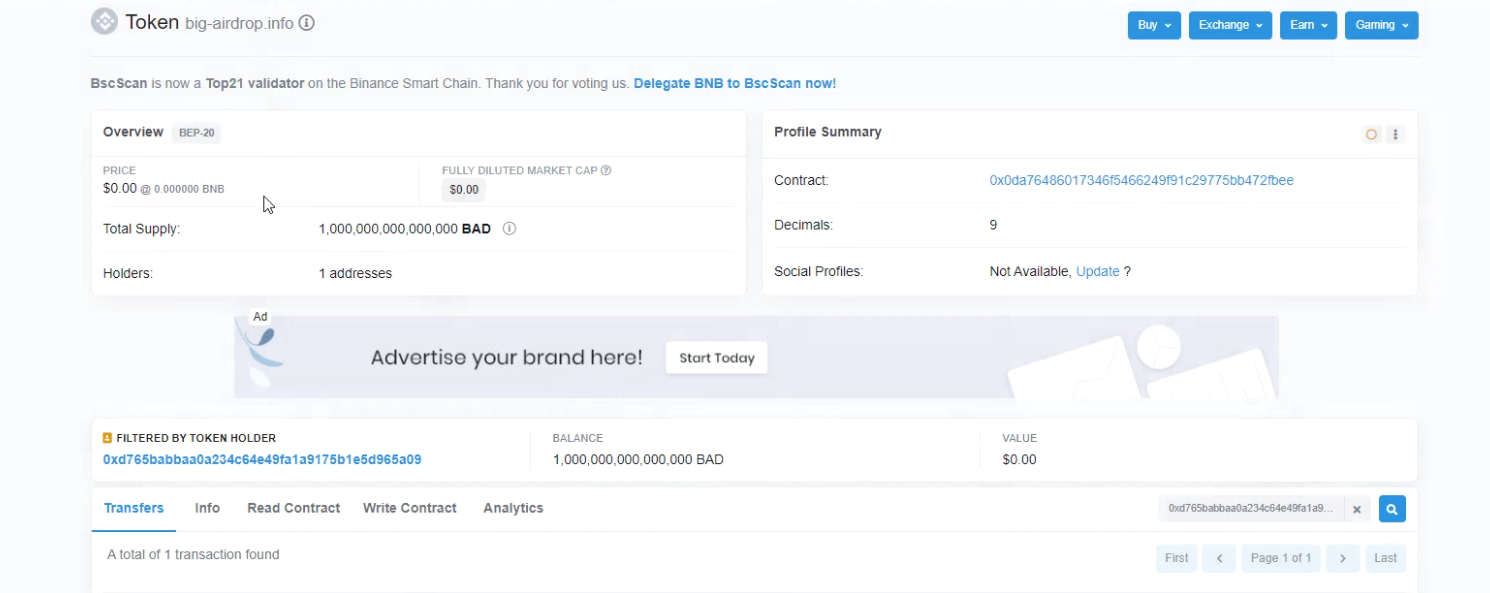 Token big-airdrop.info
Buy Exchange Earn Gaming
BscScan is now a Top21 validator on the Binance Smart Chain. Thank you for voting us. Delegate BNB to BscScan now!
Overview BEP-20
PRICE
$0.00 @ 0.000000 BNB
FULLY DILUTED MARKET CAP
$0.00
Total Supply: 1,000,000,000,000,000 BAD
Holders: 1 addresses
Profile Summary
Contract: 0x0da76486017346f5466249f91c29775bb472fbee
Decimals: 9
Social Profiles: Not Available, Update ?
Ad
Advertise your brand here! Start Today
FILTERED BY TOKEN HOLDER
0xd765babbaa0a234c64e49fa1a9175b1e5d965a09
BALANCE
1,000,000,000,000,000 BAD
VALUE
$0.00
Transfers Info Read Contract Write Contract Analytics
0xd765babbaa0a234c64e49fa1a9...
A total of 1 transaction found
First Page 1 of 1 Last